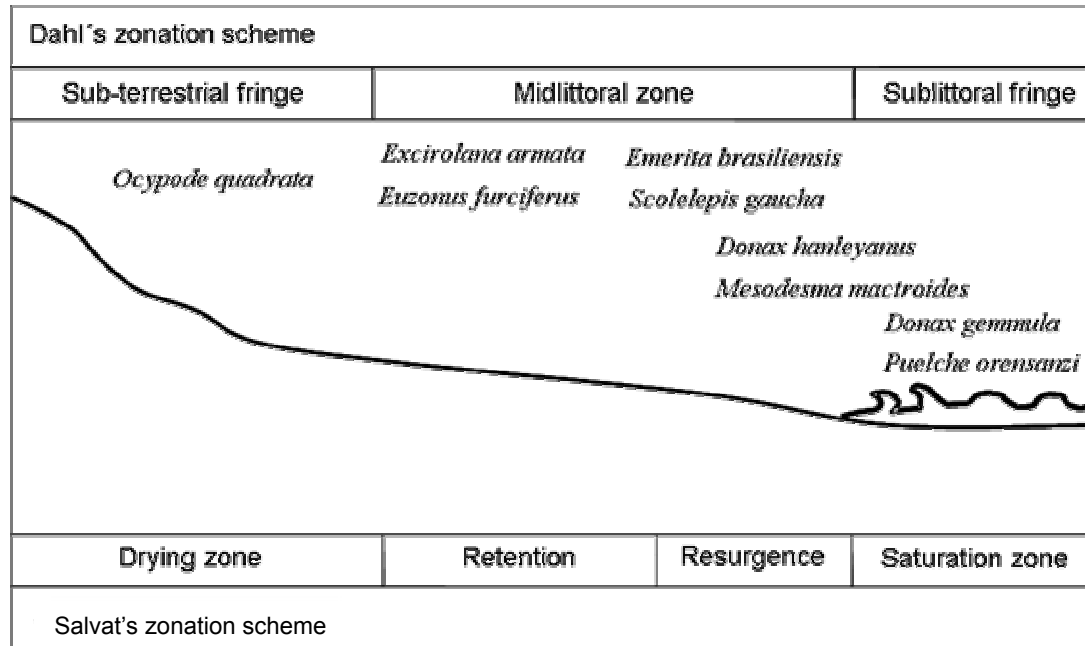 Dahl´s zonation scheme
Sub-terrestrial fringe Midlittoral zone Sublittoral fringe
Excirolana armata Emerita brasiliensis
Ocypode quadrata
Euzonus furciferus Scolelepis gaucha
Donax hanleyanus
Mesodesma mactroides
Donax gemmula
Puelche orensanzi
Drying zone Retention Resurgence Saturation zone
Salvat's zonation scheme